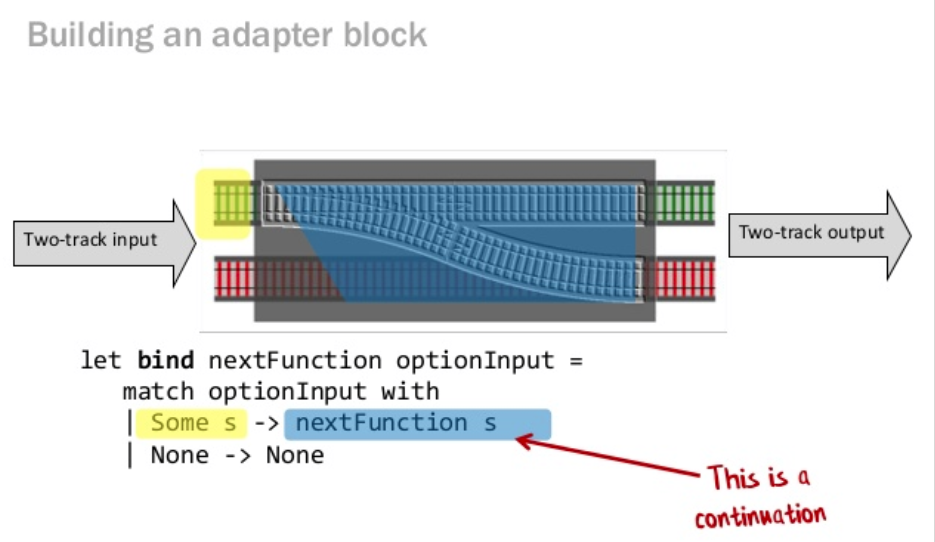 Building an adapter block
Two-track input
Two-track output
let bind nextFunction optionInput =
match optionInput with
| Some s -> nextFunction s
| None -> None
This is a
continuation